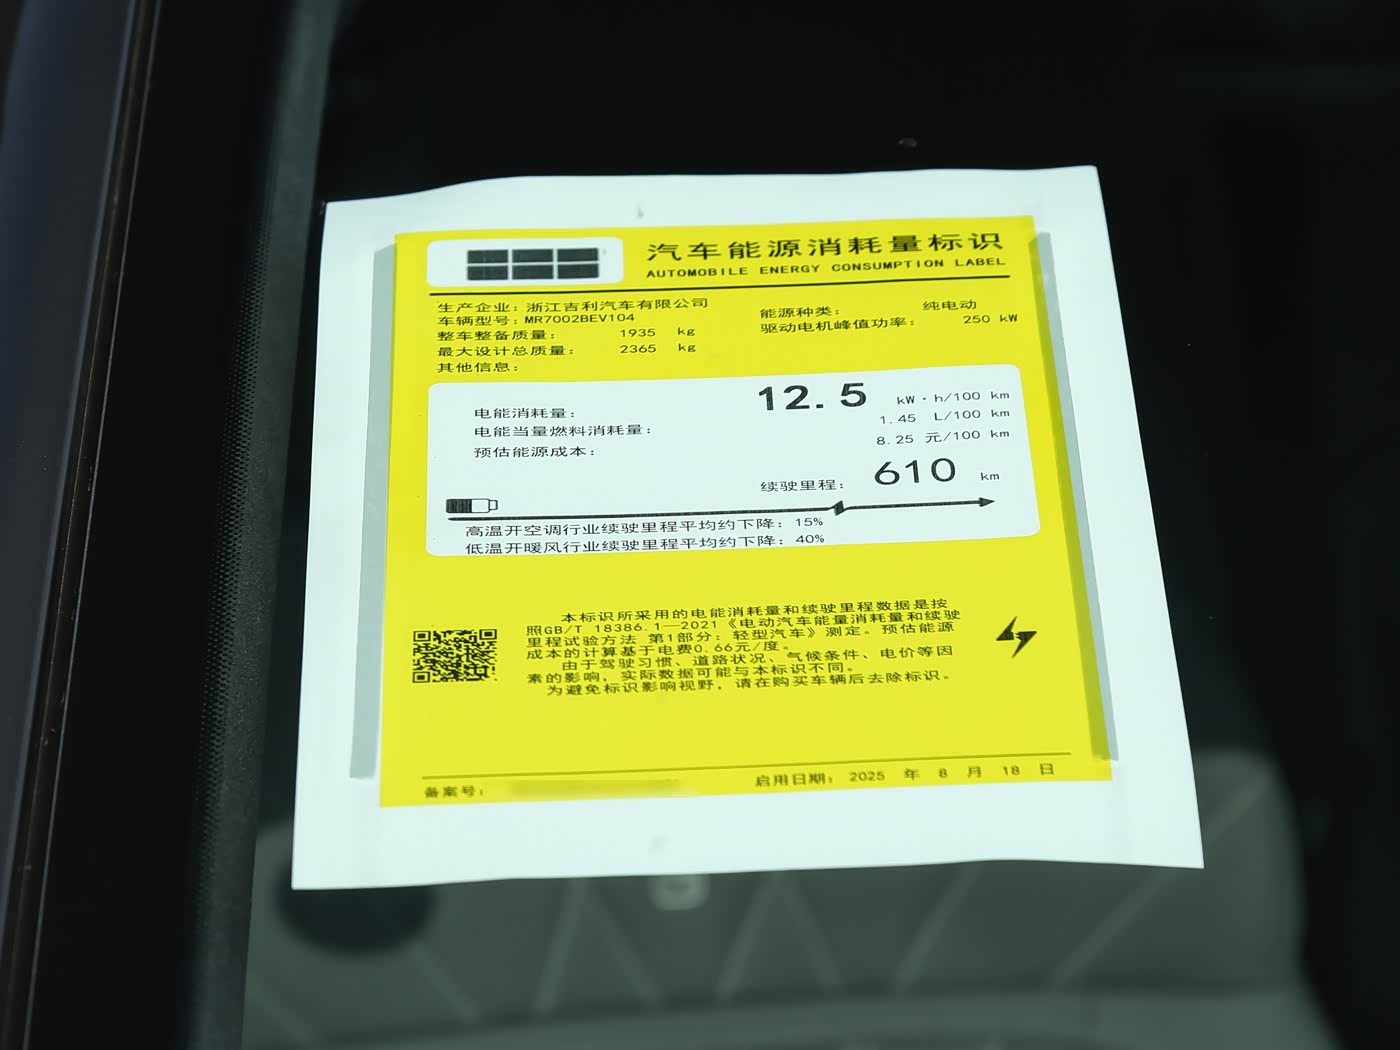 汽车能源消耗量标识
AUTOMOBILE ENERGY CONSUMPTION LABEL
生产企业：浙江吉利汽车有限公司
车辆型号：MR7002BEV104
整车整备质量： 1935 kg
最大设计总质量： 2365 kg
其他信息：
能源种类： 纯电动
驱动电机峰值功率： 250 kW
电能消耗量： 12.5 kW·h/100 km
电能当量燃料消耗量： 1.45 L/100 km
预估能源成本： 8.25 元/100 km
续驶里程： 610 km
高温开空调行业续驶里程平均约下降：15%
低温开暖风行业续驶里程平均约下降：40%
本标识所采用的电能消耗量和续驶里程数据是按
照GB/T 18386.1—2021《电动汽车能量消耗量和续驶
里程试验方法 第1部分：轻型汽车》测定。预估能源
成本的计算基于电费0.66元/度。
由于驾驶习惯、道路状况、气候条件、电价等因
素的影响，实际数据可能与本标识不同。
为避免标识影响视野，请在购买车辆后去除标识。
备案号：
启用日期： 2025 年 8 月 18 日